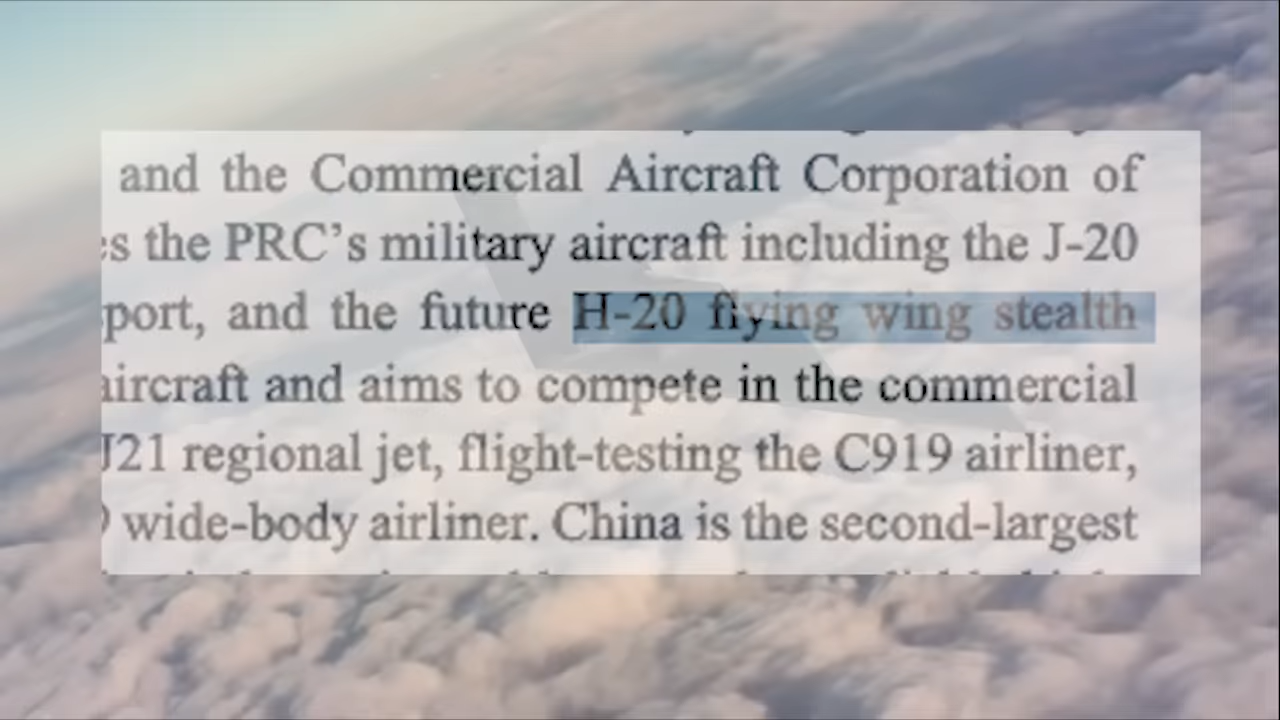 and the Commercial Aircraft Corporation of
the PRC's military aircraft including the J-20
and the future H-20 flying wing stealth
aircraft and aims to compete in the commercial
regional jet, flight-testing the C919 airliner,
wide-body airliner. China is the second-largest